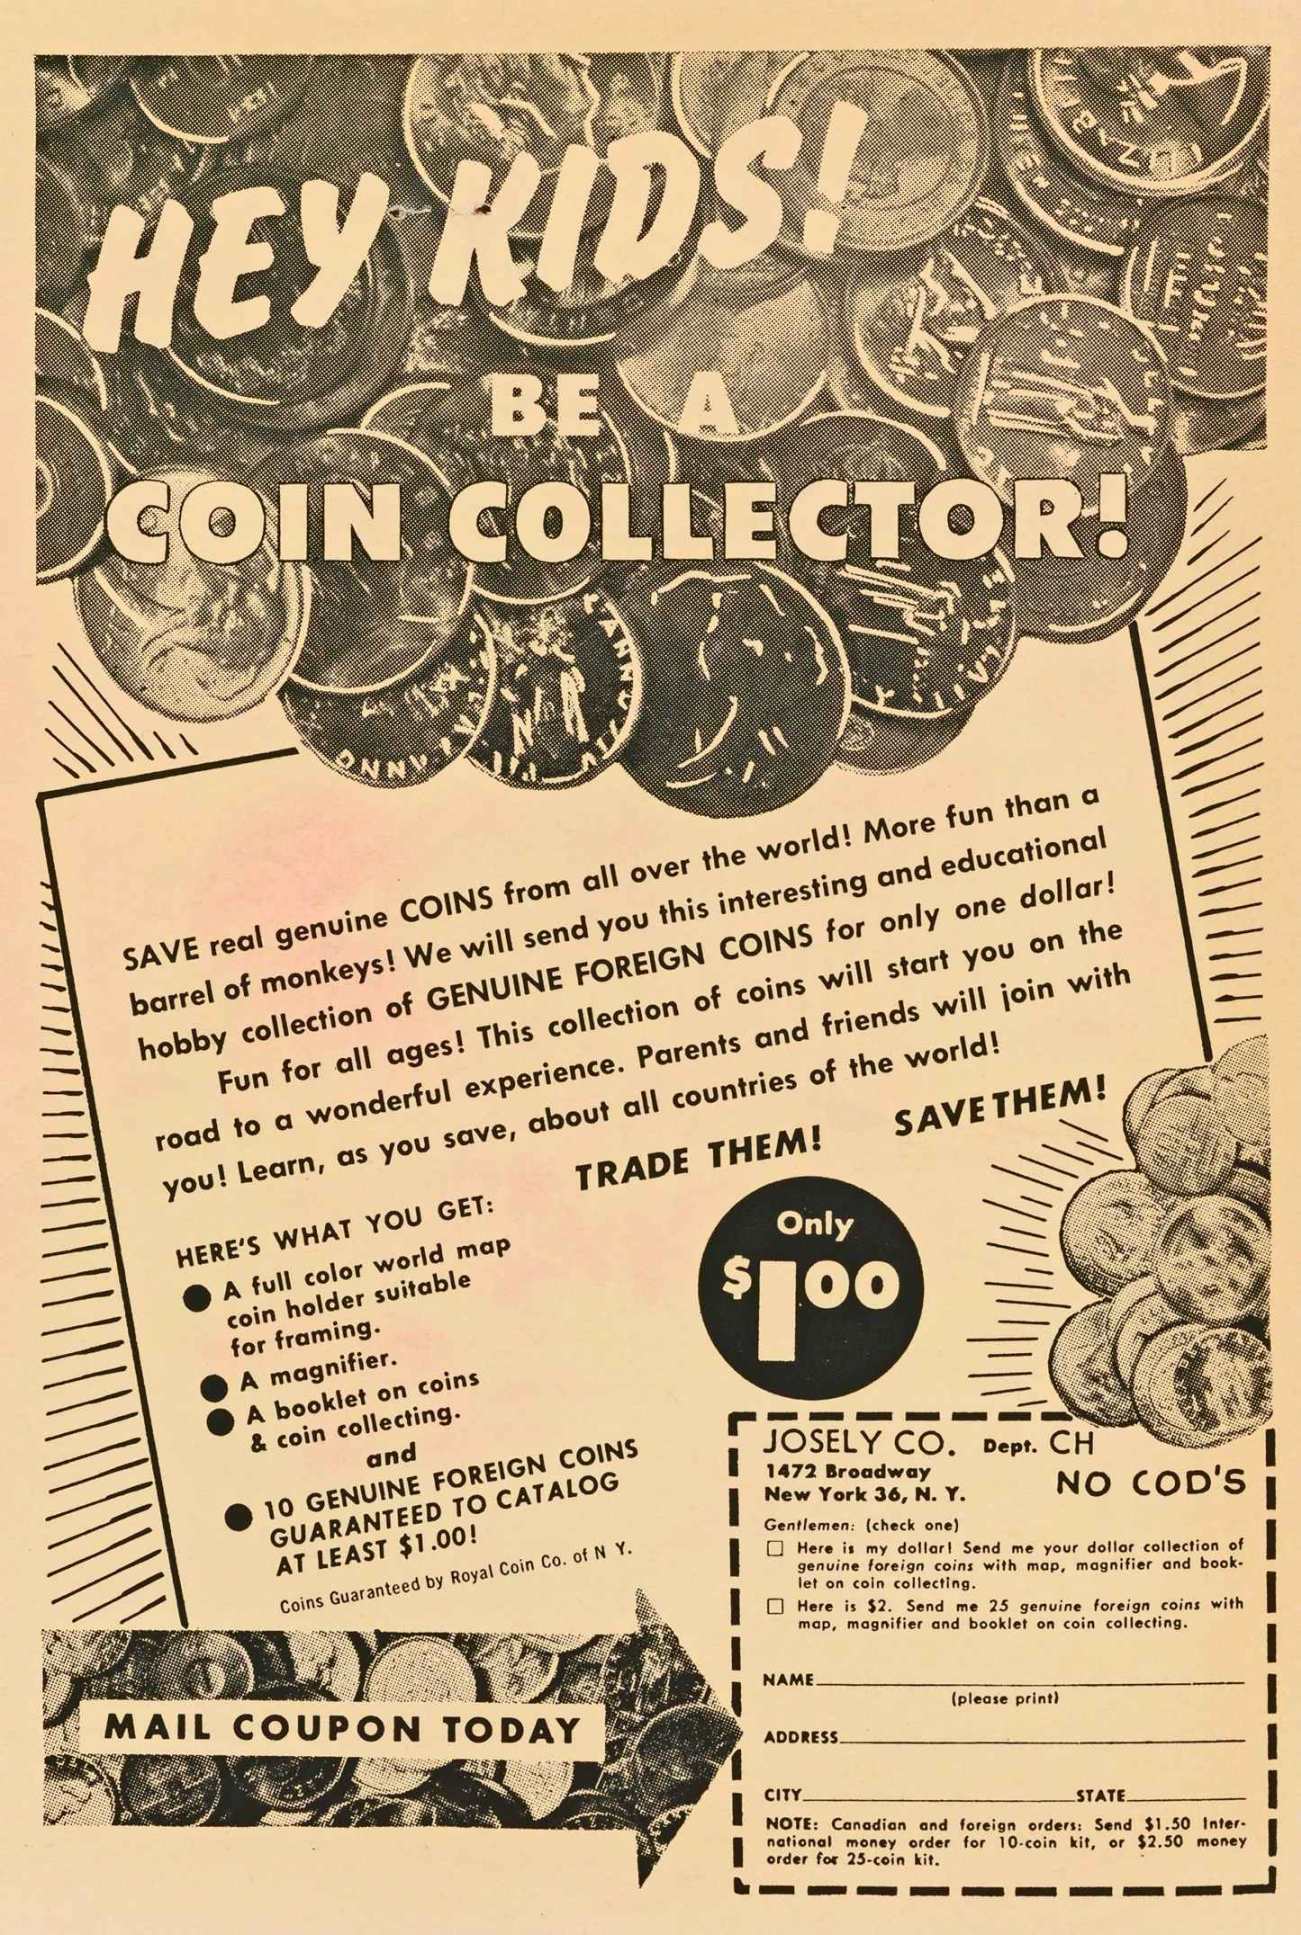 HEY KIDS!
BE A
COIN COLLECTOR!
SAVE real genuine COINS from all over the world! More fun than a
barrel of monkeys! We will send you this interesting and educational
hobby collection of GENUINE FOREIGN COINS for only one dollar!
Fun for all ages! This collection of coins will start you on the
road to a wonderful experience. Parents and friends will join with
you! Learn, as you save, about all countries of the world!
TRADE THEM! SAVE THEM!
HERE'S WHAT YOU GET:
● A full color world map
coin holder suitable
for framing.
● A magnifier.
● A booklet on coins
& coin collecting.
and
● 10 GENUINE FOREIGN COINS
GUARANTEED TO CATALOG
AT LEAST $1.00!
Coins Guaranteed by Royal Coin Co. of N Y.
Only
$100
MAIL COUPON TODAY
JOSELY CO. Dept. CH
1472 Broadway
New York 36, N. Y.
NO COD'S
Gentlemen: (check one)
□ Here is my dollar! Send me your dollar collection of
genuine foreign coins with map, magnifier and book-
let on coin collecting.
□ Here is $2. Send me 25 genuine foreign coins with
map, magnifier and booklet on coin collecting.
NAME
(please print)
ADDRESS
CITY STATE
NOTE: Canadian and foreign orders: Send $1.50 Inter-
national money order for 10-coin kit, or $2.50 money
order for 25-coin kit.